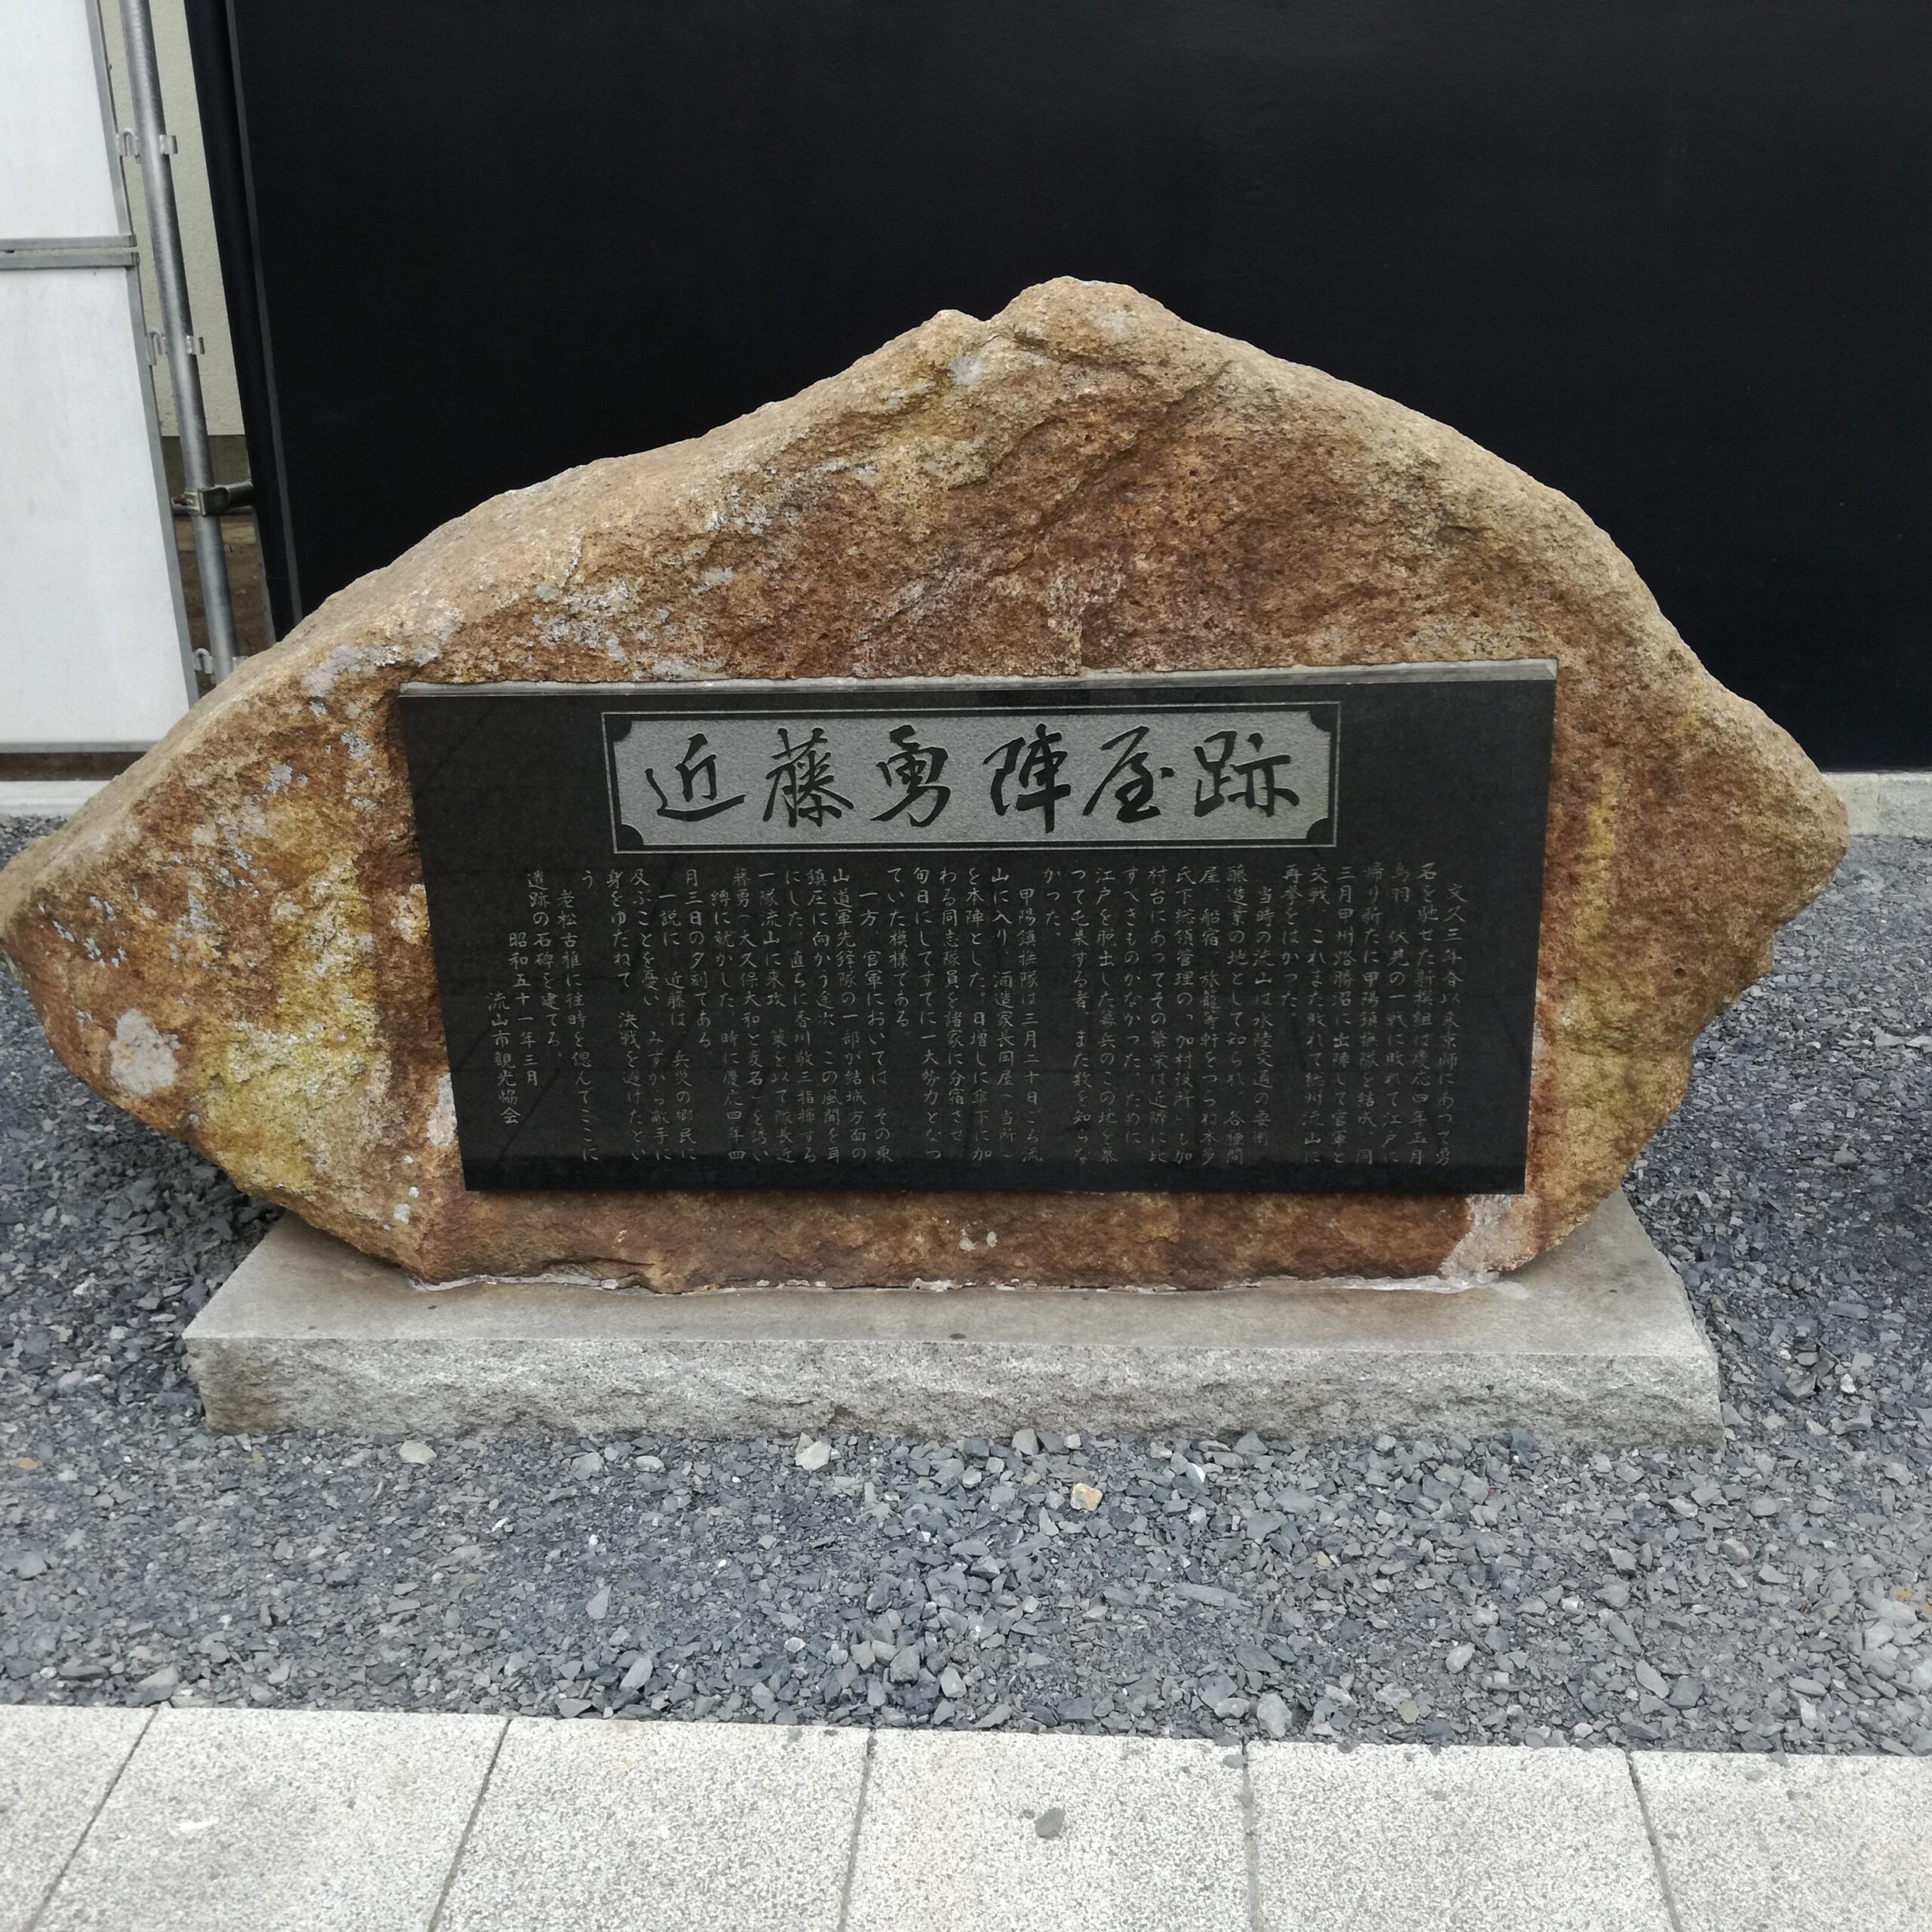 近藤勇陣屋跡
文久三年春以来京師にあって勇
名を馳せた新撰組は慶応四年五月
鳥羽 伏見の一戦に敗れて江戸に
帰り新たに甲陽鎮撫隊を結成、同
三月甲州路勝沼に出陣して官軍と
交戦 これまた敗れて総州流山に
再挙をはかった。
当時の流山は水陸交通の要衝
醸造業の地として知られ 各種問
屋 船宿、旅籠等軒をつらね本多
氏下総領管理の、加村役所 も加
村台にあってその繁栄は近隣に比
すべきものがなかった。ために
江戸を脱出した幕兵のこの地を募
って屯集する者、また数を知らな
かった。
甲陽鎮撫隊は三月二十日ごろ流
山に入り 酒造家長岡屋（当所）
を本陣とした。日増しに傘下に加
わる同志隊員を諸家に分宿させ、
旬日にしてすでに一大勢力となっ
ていた模様である
一方 官軍においては、その東
山道軍先鋒隊の一部が結城方面の
鎮圧に向かう途次 この風聞を耳
にした 直ちに香川敬三指揮する
一隊流山に来攻 策を以て隊長近
藤勇（大久保大和と変名）を誘い
縛に就かした。時に慶応四年四
月三日の夕刻である
一説に 近藤は 兵災の郷民に
及ぶことを憂い みずから敵手に
身をゆだねて 決戦を避けたとい
う
老松古椎に往時を偲んでここに
遺跡の石碑を建てる、
昭和五十一年三月
流山市観光協会